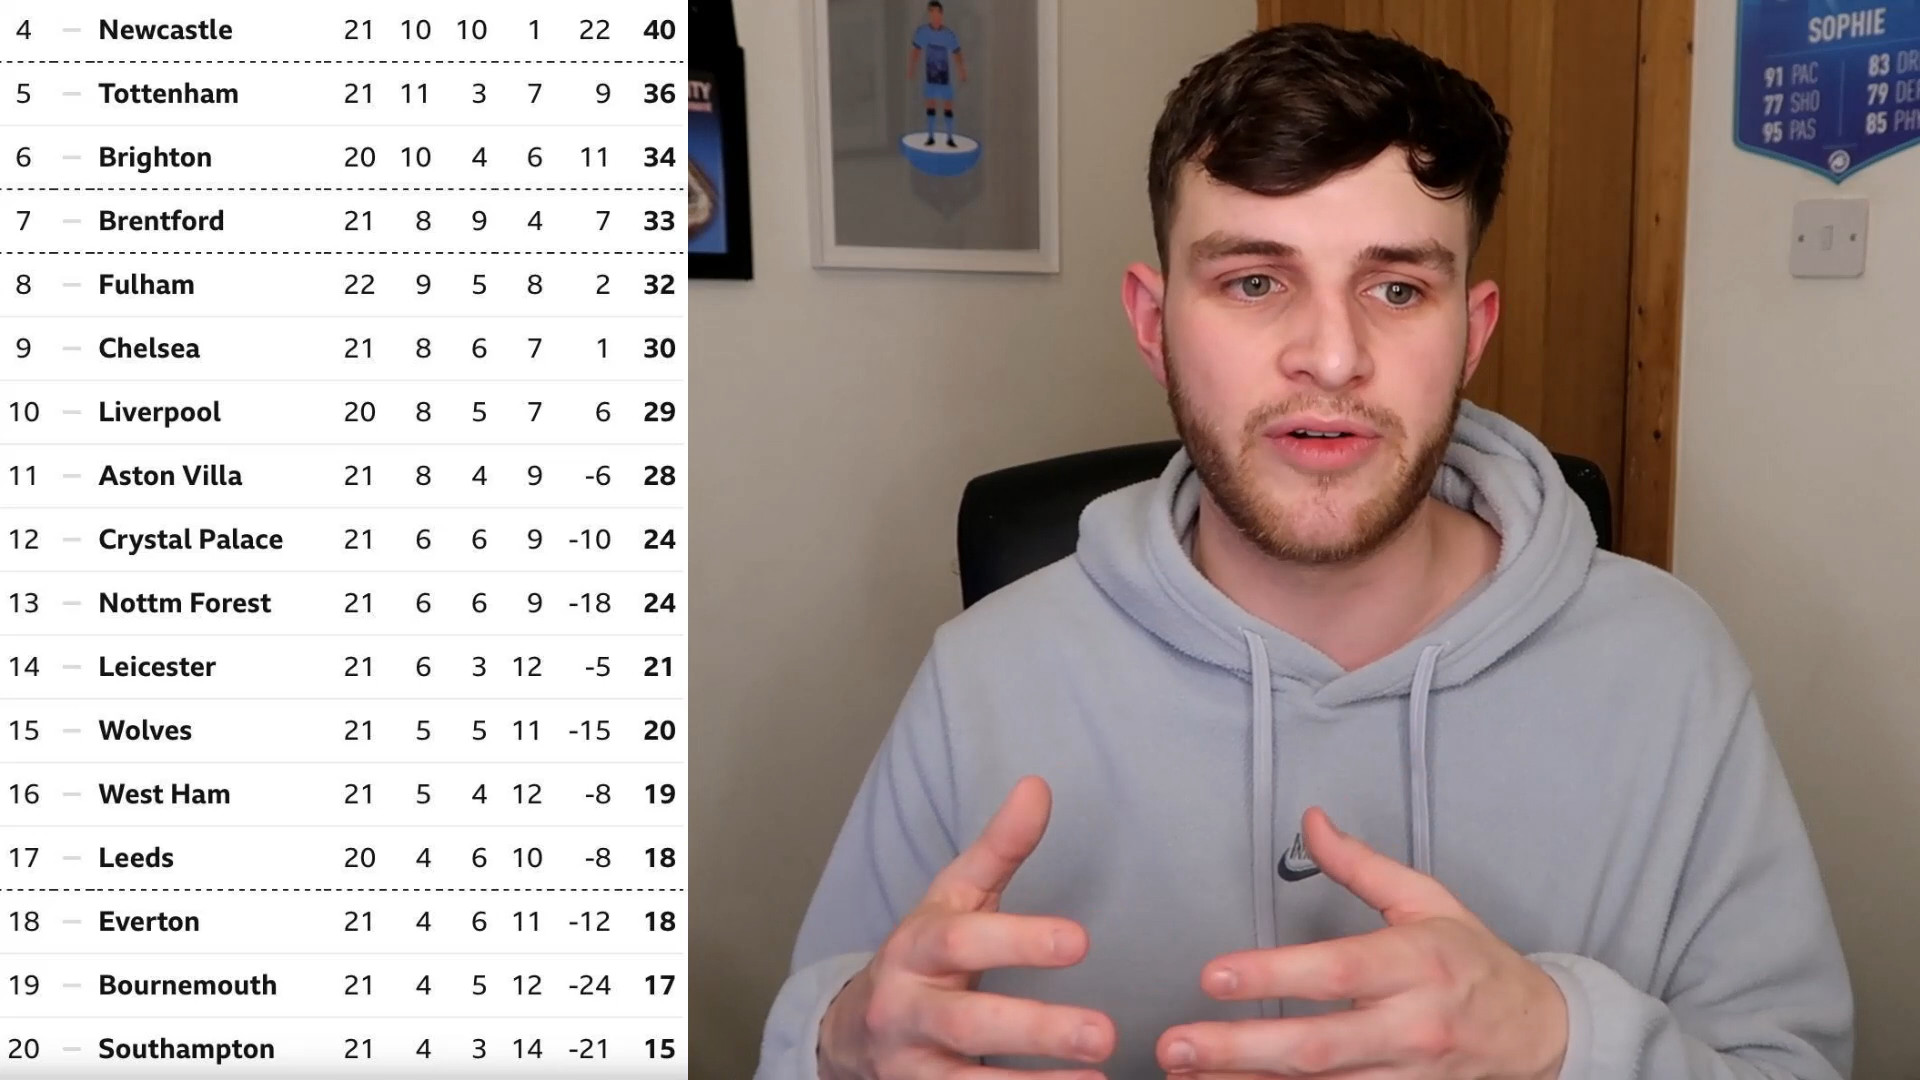 4 – Newcastle 21 10 10 1 22 40
5 – Tottenham 21 11 3 7 9 36
6 – Brighton 20 10 4 6 11 34
7 – Brentford 21 8 9 4 7 33
8 – Fulham 22 9 5 8 2 32
9 – Chelsea 21 8 6 7 1 30
10 – Liverpool 20 8 5 7 6 29
11 – Aston Villa 21 8 4 9 -6 28
12 – Crystal Palace 21 6 6 9 -10 24
13 – Nottm Forest 21 6 6 9 -18 24
14 – Leicester 21 6 3 12 -5 21
15 – Wolves 21 5 5 11 -15 20
16 – West Ham 21 5 4 12 -8 19
17 – Leeds 20 4 6 10 -8 18
18 – Everton 21 4 6 11 -12 18
19 – Bournemouth 21 4 5 12 -24 17
20 – Southampton 21 4 3 14 -21 15
SOPHIE
91 PAC 83 DR
77 SHO 79 DEF
95 PAS 85 PHY